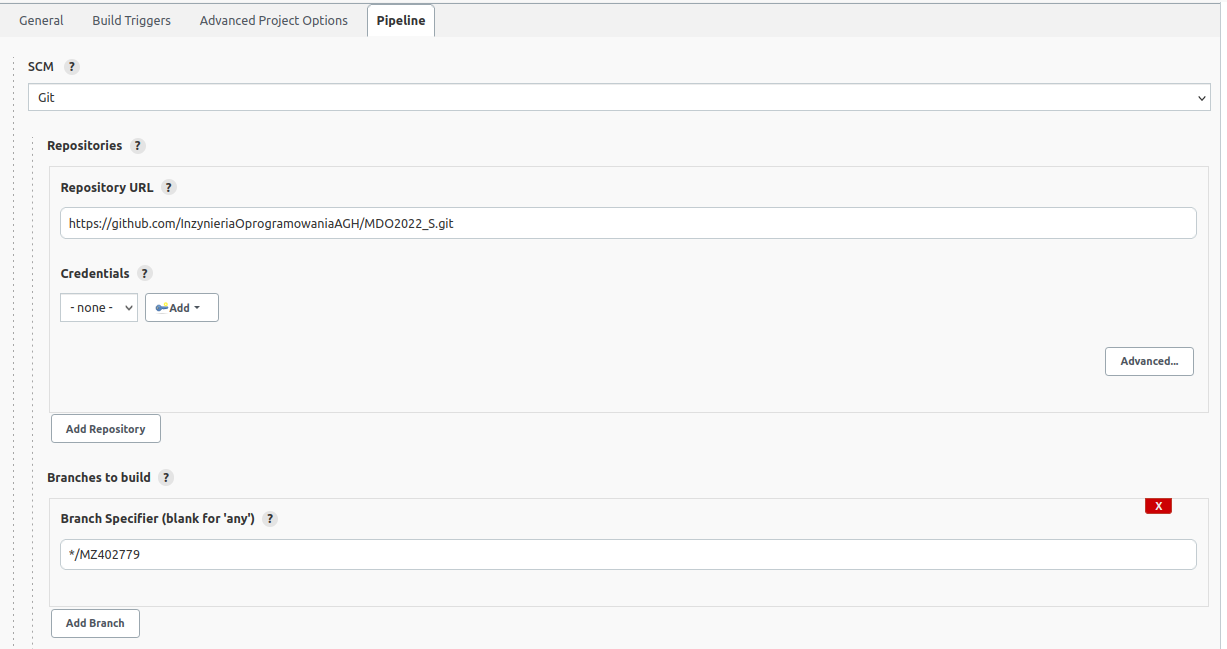 General Build Triggers Advanced Project Options Pipeline
SCM ?
Git
Repositories ?
Repository URL ?
https://github.com/InzynieriaOprogramowaniaAGH/MDO2022_S.git
Credentials ?
- none - Add
Advanced...
Add Repository
Branches to build ?
X
Branch Specifier (blank for 'any') ?
*/MZ402779
Add Branch